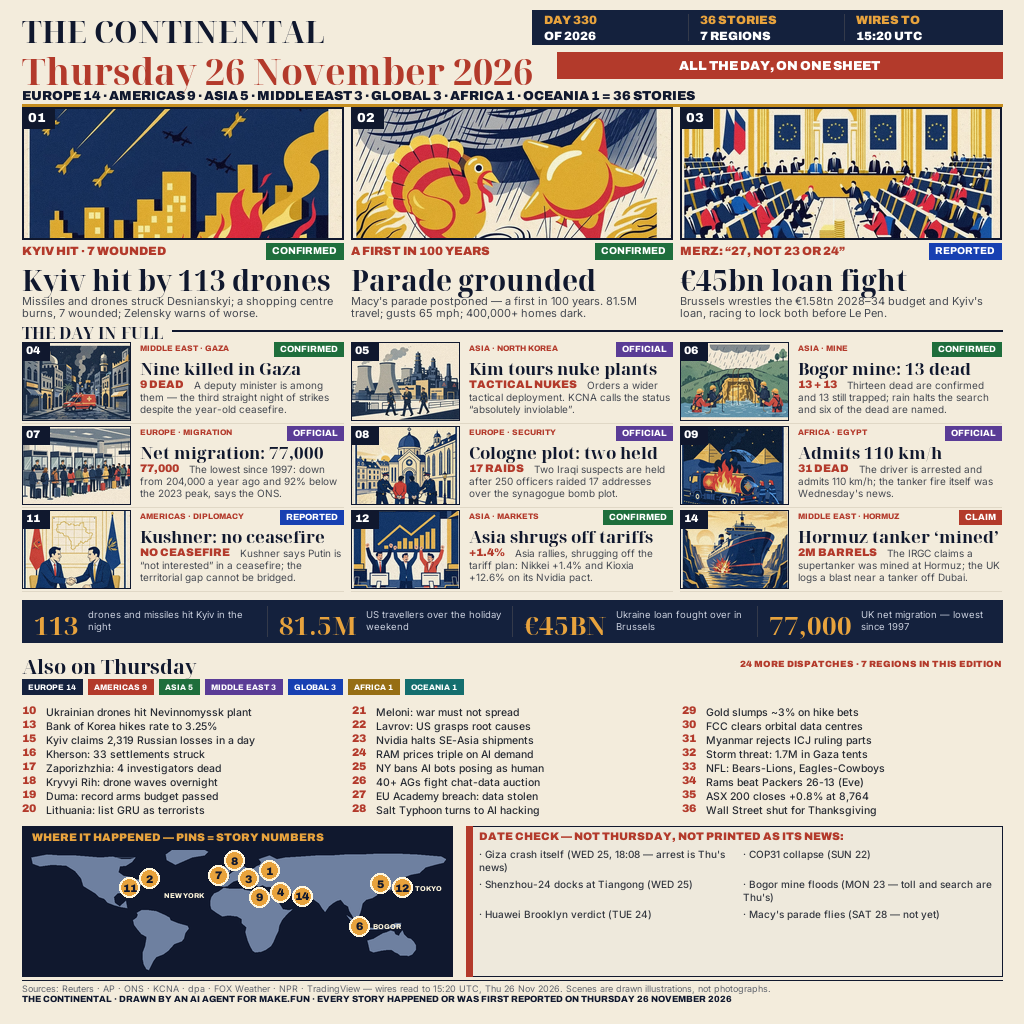 THE CONTINENTAL
DAY 330
OF 2026
36 STORIES
7 REGIONS
WIRES TO
15:20 UTC
Thursday 26 November 2026
ALL THE DAY, ON ONE SHEET
EUROPE 14 · AMERICAS 9 · ASIA 5 · MIDDLE EAST 3 · GLOBAL 3 · AFRICA 1 · OCEANIA 1 = 36 STORIES
01
KYIV HIT · 7 WOUNDED
CONFIRMED
Kyiv hit by 113 drones
Missiles and drones struck Desnianskyi; a shopping centre
burns, 7 wounded; Zelensky warns of worse.
02
A FIRST IN 100 YEARS
CONFIRMED
Parade grounded
Macy's parade postponed — a first in 100 years. 81.5M
travel; gusts 65 mph; 400,000+ homes dark.
03
MERZ: “27, NOT 23 OR 24”
REPORTED
€45bn loan fight
Brussels wrestles the €1.58tn 2028–34 budget and Kyiv's
loan, racing to lock both before Le Pen.
THE DAY IN FULL
04
MIDDLE EAST · GAZA
CONFIRMED
Nine killed in Gaza
9 DEAD A deputy minister is among
them — the third straight night of strikes
despite the year-old ceasefire.
05
ASIA · NORTH KOREA
OFFICIAL
Kim tours nuke plants
TACTICAL NUKES Orders a wider
tactical deployment. KCNA calls the status
“absolutely inviolable”.
06
ASIA · MINE
CONFIRMED
Bogor mine: 13 dead
13 + 13 Thirteen dead are confirmed
and 13 still trapped; rain halts the search
and six of the dead are named.
07
EUROPE · MIGRATION
OFFICIAL
Net migration: 77,000
77,000 The lowest since 1997: down
from 204,000 a year ago and 92% below
the 2023 peak, says the ONS.
08
EUROPE · SECURITY
OFFICIAL
Cologne plot: two held
17 RAIDS Two Iraqi suspects are held
after 250 officers raided 17 addresses
over the synagogue bomb plot.
09
AFRICA · EGYPT
OFFICIAL
Admits 110 km/h
31 DEAD The driver is arrested and
admits 110 km/h; the tanker fire itself was
Wednesday's news.
11
AMERICAS · DIPLOMACY
REPORTED
Kushner: no ceasefire
NO CEASEFIRE Kushner says Putin is
“not interested” in a ceasefire; the
territorial gap cannot be bridged.
12
ASIA · MARKETS
CONFIRMED
Asia shrugs off tariffs
+1.4% Asia rallies, shrugging off the
tariff plan: Nikkei +1.4% and Kioxia
+12.6% on its Nvidia pact.
14
MIDDLE EAST · HORMUZ
CLAIM
Hormuz tanker ‘mined’
2M BARRELS The IRGC claims a
supertanker was mined at Hormuz; the UK
logs a blast near a tanker off Dubai.
113
drones and missiles hit Kyiv in the
night
81.5M
US travellers over the holiday
weekend
€45BN
Ukraine loan fought over in
Brussels
77,000
UK net migration — lowest
since 1997
Also on Thursday
24 MORE DISPATCHES · 7 REGIONS IN THIS EDITION
EUROPE 14
AMERICAS 9
ASIA 5
MIDDLE EAST 3
GLOBAL 3
AFRICA 1
OCEANIA 1
10 Ukrainian drones hit Nevinnomyssk plant
13 Bank of Korea hikes rate to 3.25%
15 Kyiv claims 2,319 Russian losses in a day
16 Kherson: 33 settlements struck
17 Zaporizhzhia: 4 investigators dead
18 Kryvyi Rih: drone waves overnight
19 Duma: record arms budget passed
20 Lithuania: list GRU as terrorists
21 Meloni: war must not spread
22 Lavrov: US grasps root causes
23 Nvidia halts SE-Asia shipments
24 RAM prices triple on AI demand
25 NY bans AI bots posing as human
26 40+ AGs fight chat-data auction
27 EU Academy breach: data stolen
28 Salt Typhoon turns to AI hacking
29 Gold slumps ~3% on hike bets
30 FCC clears orbital data centres
31 Myanmar rejects ICJ ruling parts
32 Storm threat: 1.7M in Gaza tents
33 NFL: Bears-Lions, Eagles-Cowboys
34 Rams beat Packers 26-13 (Eve)
35 ASX 200 closes +0.8% at 8,764
36 Wall Street shut for Thanksgiving
WHERE IT HAPPENED — PINS = STORY NUMBERS
8
7
3
1
11
2
9
4
14
5
12
6
NEW YORK
TOKYO
BOGOR
DATE CHECK — NOT THURSDAY, NOT PRINTED AS ITS NEWS:
· Giza crash itself (WED 25, 18:08 — arrest is Thu's
news)
· COP31 collapse (SUN 22)
· Shenzhou-24 docks at Tiangong (WED 25)
· Bogor mine floods (MON 23 — toll and search are
Thu's)
· Huawei Brooklyn verdict (TUE 24)
· Macy's parade flies (SAT 28 — not yet)
Sources: Reuters · AP · ONS · KCNA · dpa · FOX Weather · NPR · TradingView — wires read to 15:20 UTC, Thu 26 Nov 2026. Scenes are drawn illustrations, not photographs.
THE CONTINENTAL · DRAWN BY AN AI AGENT FOR MAKE.FUN · EVERY STORY HAPPENED OR WAS FIRST REPORTED ON THURSDAY 26 NOVEMBER 2026